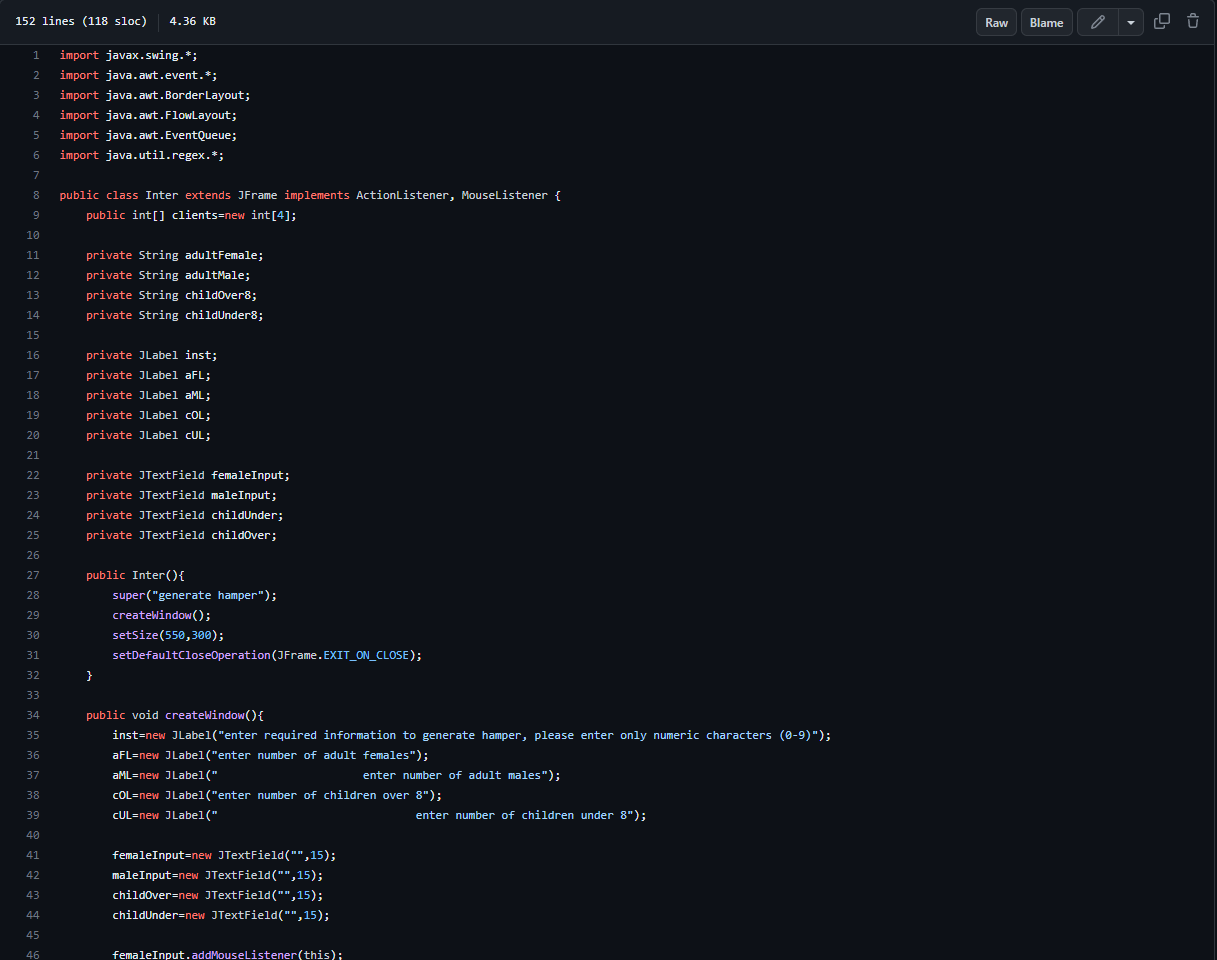 152 lines (118 sloc) 4.36 KB Raw Blame
1 import javax.swing.*;
2 import java.awt.event.*;
3 import java.awt.BorderLayout;
4 import java.awt.FlowLayout;
5 import java.awt.EventQueue;
6 import java.util.regex.*;
7
8 public class Inter extends JFrame implements ActionListener, MouseListener {
9     public int[] clients=new int[4];
10
11     private String adultFemale;
12     private String adultMale;
13     private String childOver8;
14     private String childUnder8;
15
16     private JLabel inst;
17     private JLabel aFL;
18     private JLabel aML;
19     private JLabel cOL;
20     private JLabel cUL;
21
22     private JTextField femaleInput;
23     private JTextField maleInput;
24     private JTextField childUnder;
25     private JTextField childOver;
26
27     public Inter(){
28         super("generate hamper");
29         createWindow();
30         setSize(550,300);
31         setDefaultCloseOperation(JFrame.EXIT_ON_CLOSE);
32     }
33
34     public void createWindow(){
35         inst=new JLabel("enter required information to generate hamper, please enter only numeric characters (0-9)");
36         aFL=new JLabel("enter number of adult females");
37         aML=new JLabel("                      enter number of adult males");
38         cOL=new JLabel("enter number of children over 8");
39         cUL=new JLabel("                              enter number of children under 8");
40
41         femaleInput=new JTextField("",15);
42         maleInput=new JTextField("",15);
43         childOver=new JTextField("",15);
44         childUnder=new JTextField("",15);
45
46         femaleInput.addMouseListener(this);